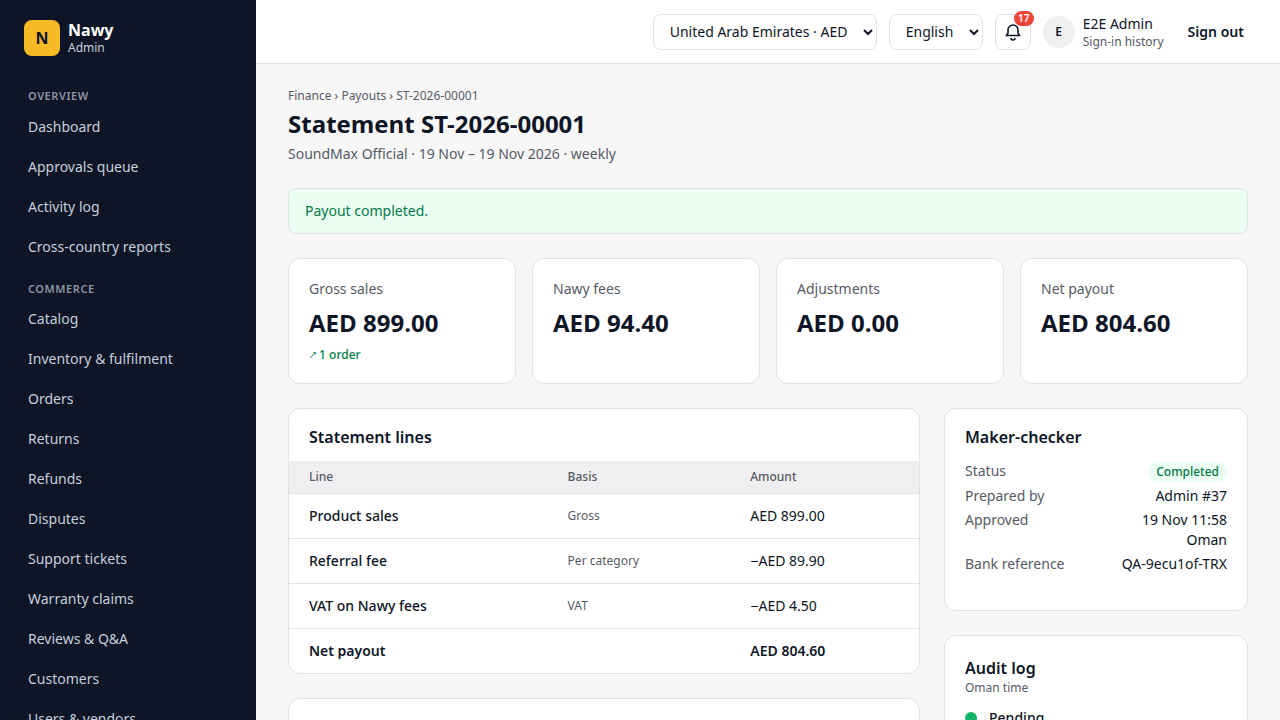 N
Nawy
Admin
OVERVIEW
Dashboard
Approvals queue
Activity log
Cross-country reports
COMMERCE
Catalog
Inventory & fulfilment
Orders
Returns
Refunds
Disputes
Support tickets
Warranty claims
Reviews & Q&A
Customers
Users & vendors
United Arab Emirates · AED
English
17
E
E2E Admin
Sign-in history
Sign out
Finance › Payouts › ST-2026-00001
Statement ST-2026-00001
SoundMax Official · 19 Nov – 19 Nov 2026 · weekly
Payout completed.
Gross sales
AED 899.00
↗ 1 order
Nawy fees
AED 94.40
Adjustments
AED 0.00
Net payout
AED 804.60
Statement lines
Line Basis Amount
Product sales Gross AED 899.00
Referral fee Per category −AED 89.90
VAT on Nawy fees VAT −AED 4.50
Net payout AED 804.60
Maker-checker
Status Completed
Prepared by Admin #37
Approved 19 Nov 11:58
Oman
Bank reference QA-9ecu1of-TRX
Audit log
Oman time
Pending